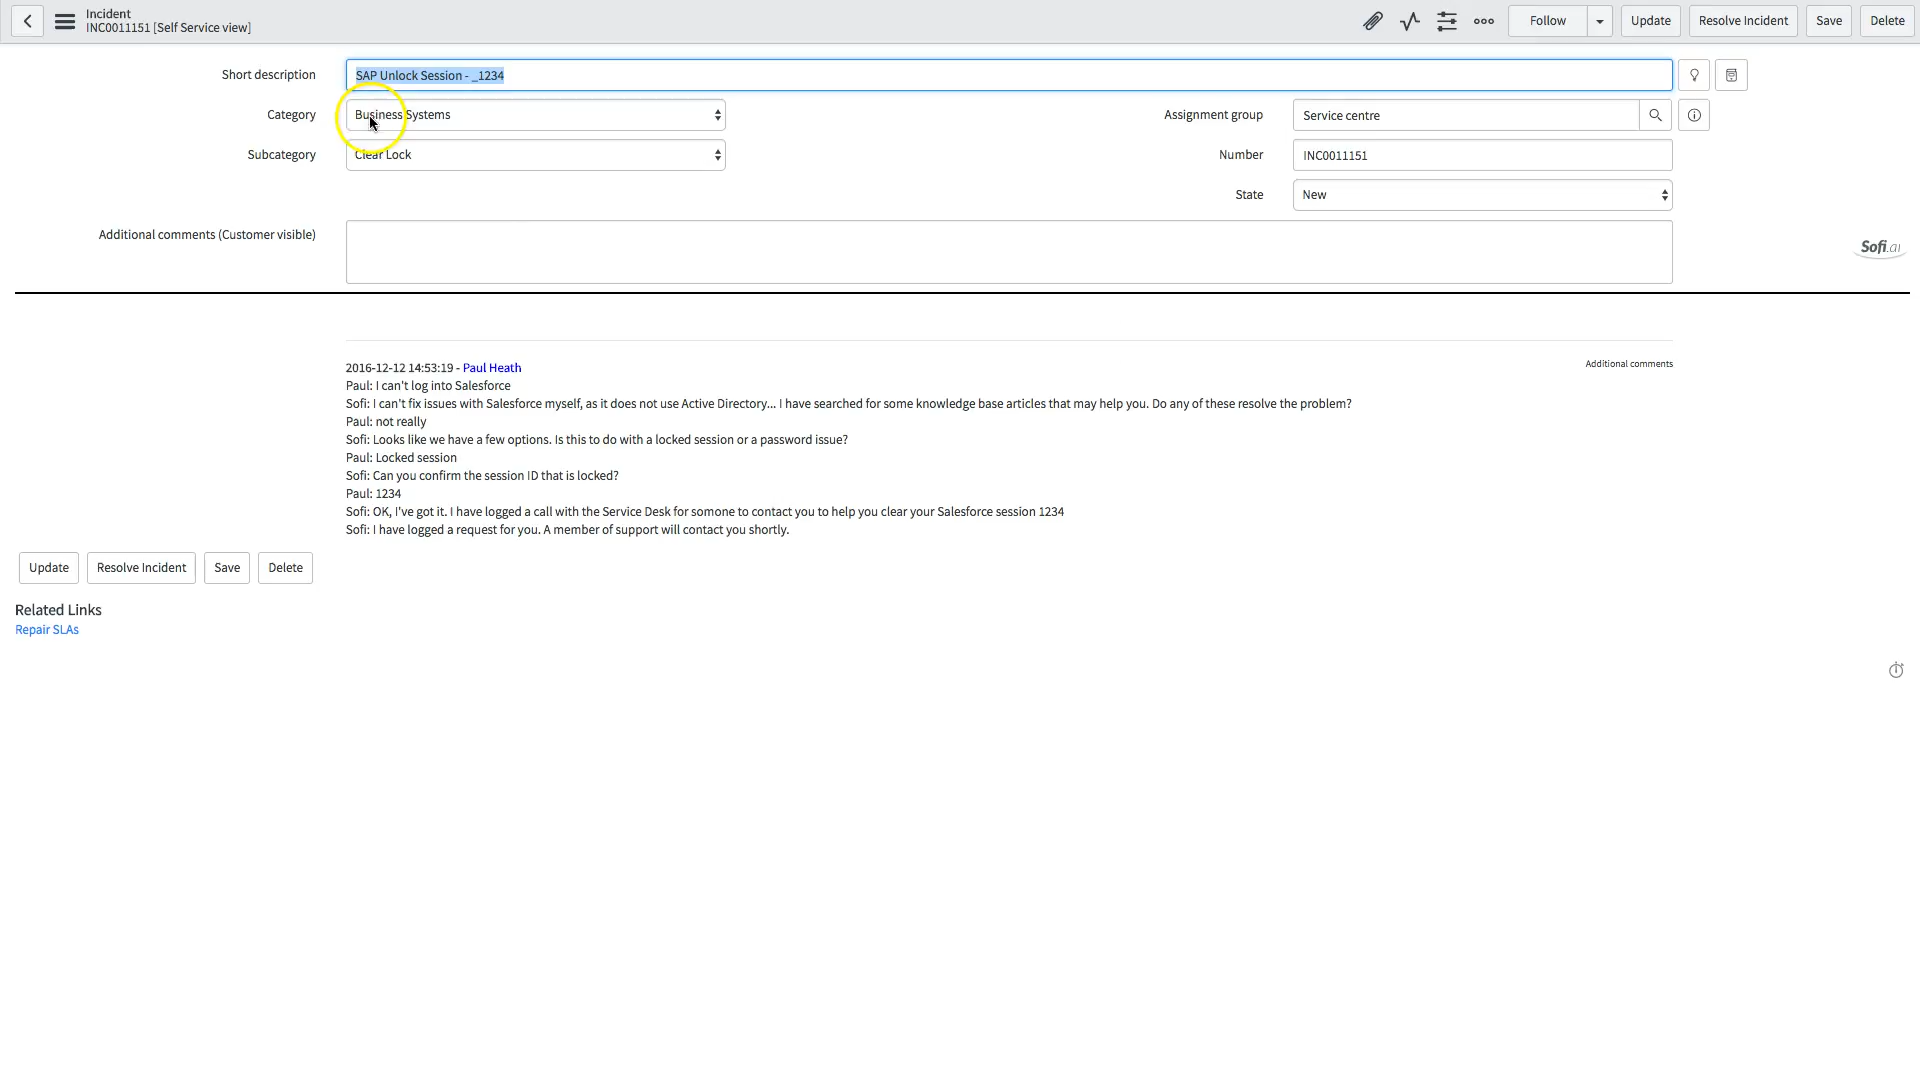 Incident
INC0011151 [Self Service view]
Follow
Update
Resolve Incident
Save
Delete
Short description
SAP Unlock Session - _1234
Category
Business Systems
Assignment group
Service centre
Subcategory
Clear Lock
Number
INC0011151
State
New
Additional comments (Customer visible)
Sofi.ai
2016-12-12 14:53:19 - Paul Heath
Additional comments
Paul: I can't log into Salesforce
Sofi: I can't fix issues with Salesforce myself, as it does not use Active Directory... I have searched for some knowledge base articles that may help you. Do any of these resolve the problem?
Paul: not really
Sofi: Looks like we have a few options. Is this to do with a locked session or a password issue?
Paul: Locked session
Sofi: Can you confirm the session ID that is locked?
Paul: 1234
Sofi: OK, I've got it. I have logged a call with the Service Desk for somone to contact you to help you clear your Salesforce session 1234
Sofi: I have logged a request for you. A member of support will contact you shortly.
Update
Resolve Incident
Save
Delete
Related Links
Repair SLAs